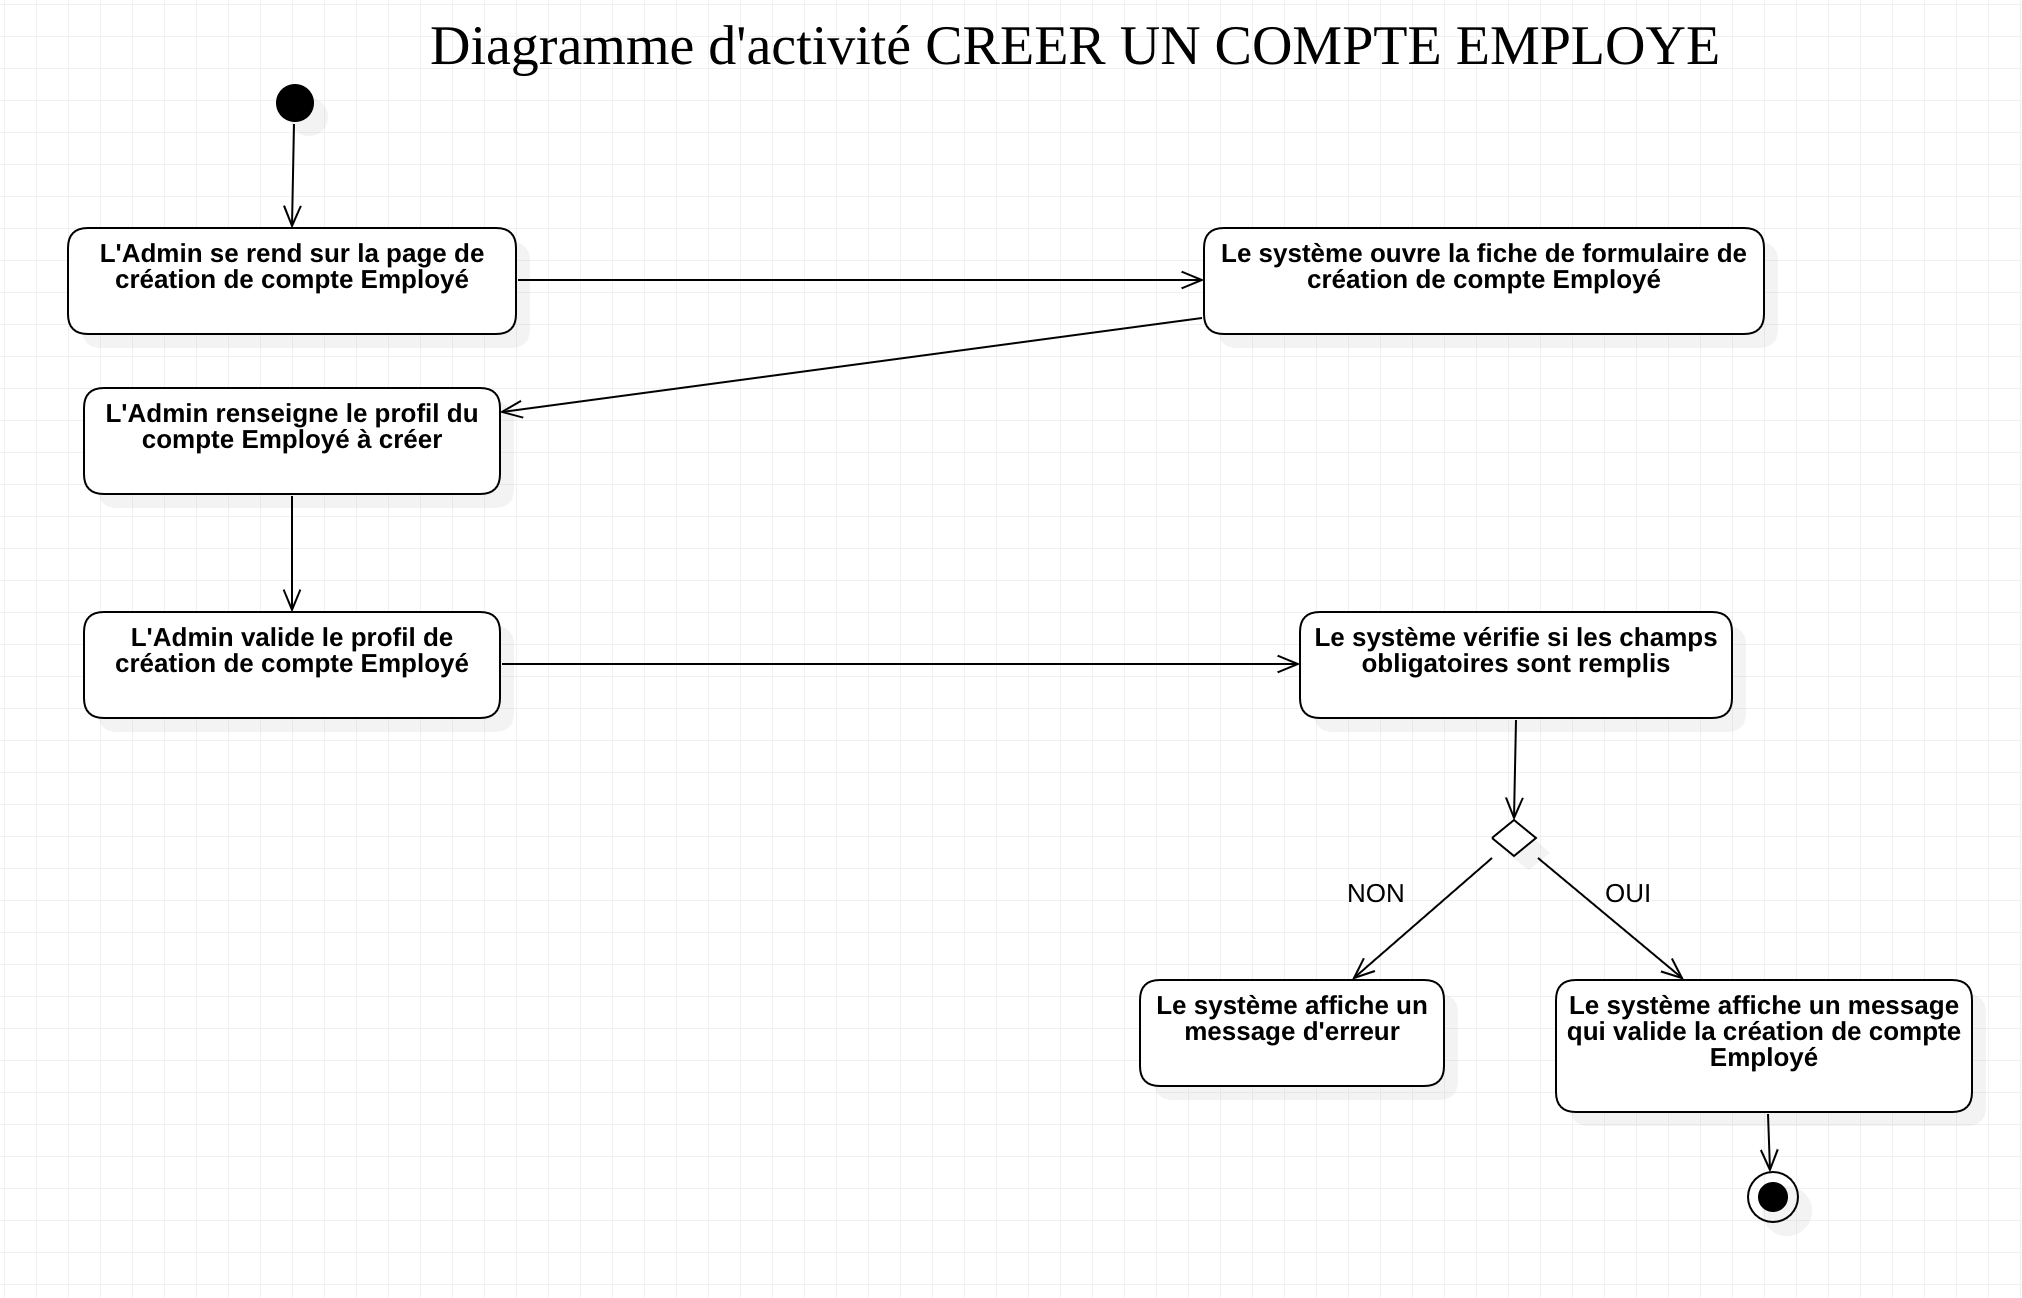 Diagramme d'activité CREER UN COMPTE EMPLOYE
L'Admin se rend sur la page de
création de compte Employé
Le système ouvre la fiche de formulaire de
création de compte Employé
L'Admin renseigne le profil du
compte Employé à créer
L'Admin valide le profil de
création de compte Employé
Le système vérifie si les champs
obligatoires sont remplis
NON
OUI
Le système affiche un
message d'erreur
Le système affiche un message
qui valide la création de compte
Employé